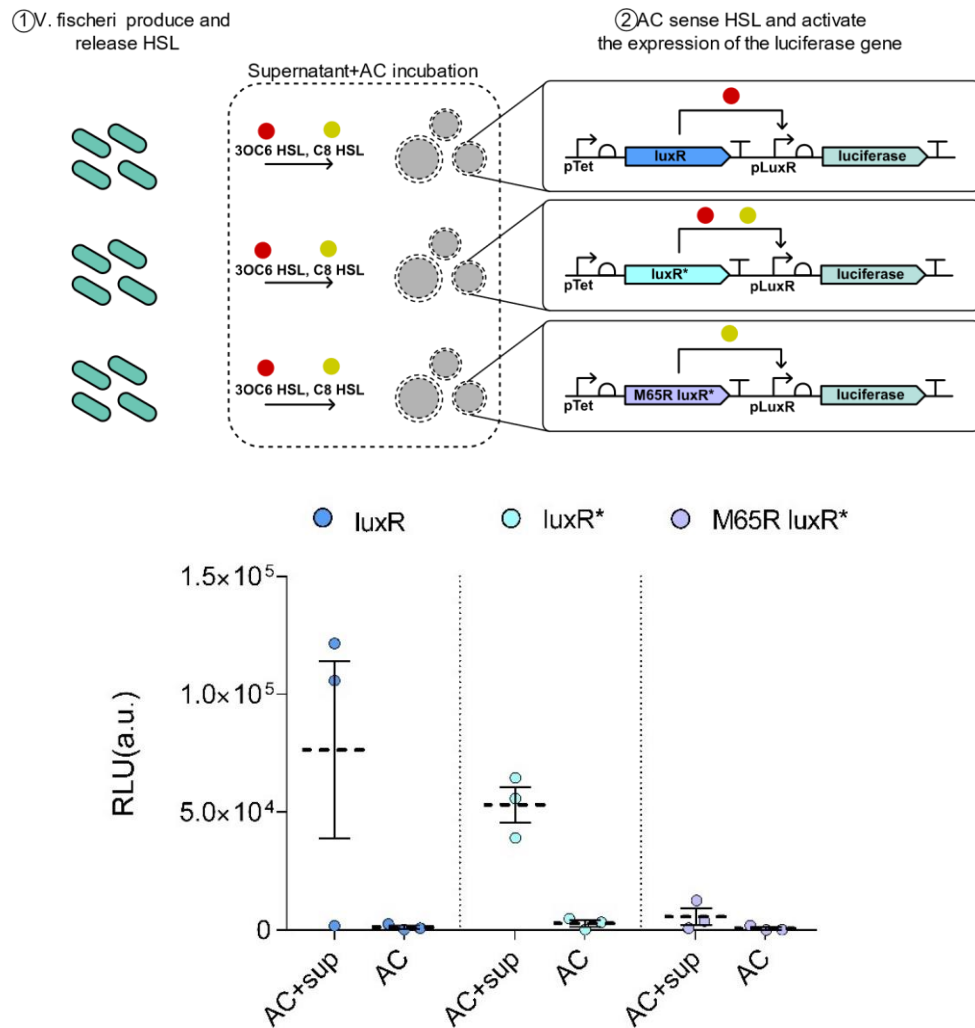 ①V. fischeri produce and
release HSL
②AC sense HSL and activate
the expression of the luciferase gene
Supernatant+AC incubation
3OC6 HSL, C8 HSL
pTet
luxR
pLuxR
luciferase
3OC6 HSL, C8 HSL
pTet
luxR*
pLuxR
luciferase
3OC6 HSL, C8 HSL
pTet
M65R luxR*
pLuxR
luciferase
luxR
luxR*
M65R luxR*
RLU(a.u.)
1.5×10⁵
1.0×10⁵
5.0×10⁴
0
AC+sup
AC
AC+sup
AC
AC+sup
AC